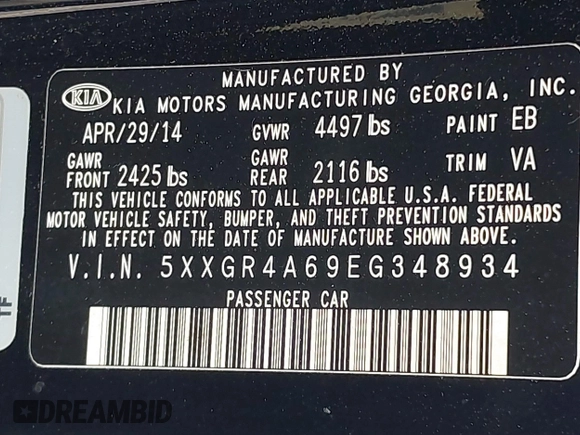 MANUFACTURED BY
KIA KIA MOTORS MANUFACTURING GEORGIA, INC.
APR/29/14 GVWR 4497 lbs PAINT EB
GAWR FRONT 2425 lbs GAWR REAR 2116 lbs TRIM VA
THIS VEHICLE CONFORMS TO ALL APPLICABLE U.S.A. FEDERAL
MOTOR VEHICLE SAFETY, BUMPER, AND THEFT PREVENTION STANDARDS
IN EFFECT ON THE DATE OF MANUFACTURE SHOWN ABOVE.
V.I.N. 5XXGR4A69EG348934
PASSENGER CAR
DREAMBID